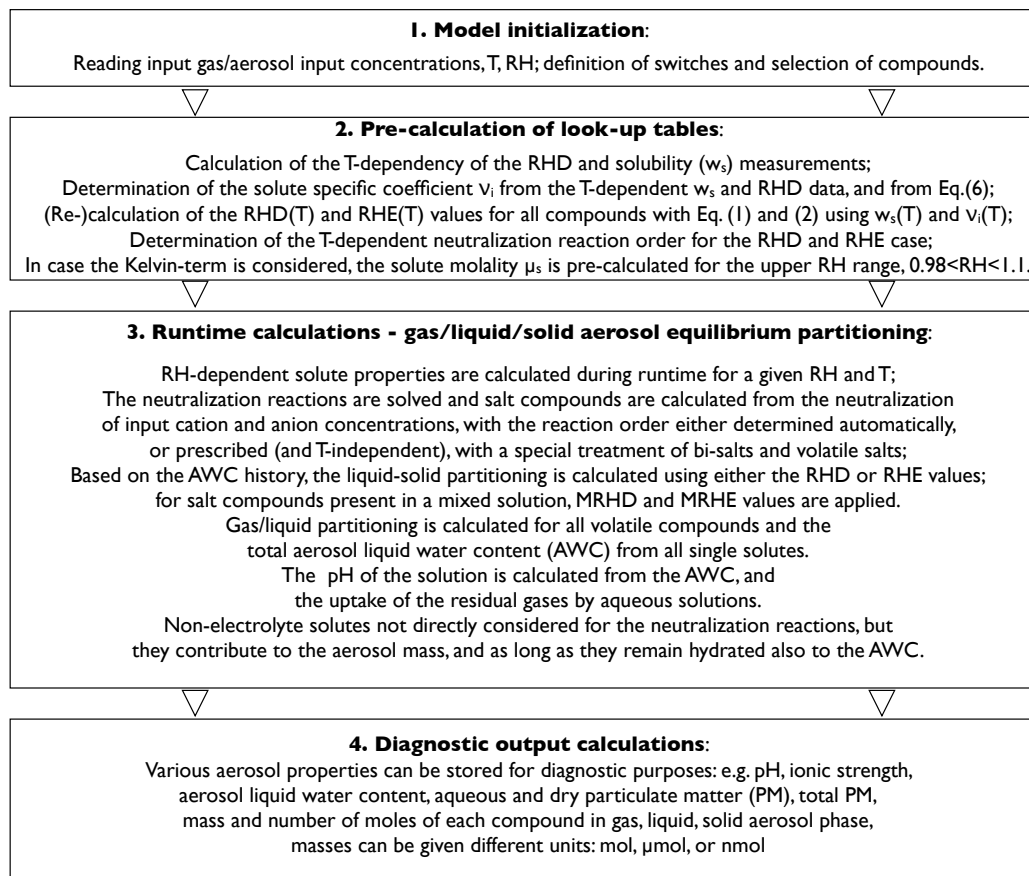 1. Model initialization:
Reading input gas/aerosol input concentrations, T, RH; definition of switches and selection of compounds.
2. Pre-calculation of look-up tables:
Calculation of the T-dependency of the RHD and solubility (wₛ) measurements;
Determination of the solute specific coefficient νᵢ from the T-dependent wₛ and RHD data, and from Eq.(6);
(Re-)calculation of the RHD(T) and RHE(T) values for all compounds with Eq. (1) and (2) using wₛ(T) and νᵢ(T);
Determination of the T-dependent neutralization reaction order for the RHD and RHE case;
In case the Kelvin-term is considered, the solute molality μₛ is pre-calculated for the upper RH range, 0.98<RH<1.1.
3. Runtime calculations - gas/liquid/solid aerosol equilibrium partitioning:
RH-dependent solute properties are calculated during runtime for a given RH and T;
The neutralization reactions are solved and salt compounds are calculated from the neutralization
of input cation and anion concentrations, with the reaction order either determined automatically,
or prescribed (and T-independent), with a special treatment of bi-salts and volatile salts;
Based on the AWC history, the liquid-solid partitioning is calculated using either the RHD or RHE values;
for salt compounds present in a mixed solution, MRHD and MRHE values are applied.
Gas/liquid partitioning is calculated for all volatile compounds and the
total aerosol liquid water content (AWC) from all single solutes.
The pH of the solution is calculated from the AWC, and
the uptake of the residual gases by aqueous solutions.
Non-electrolyte solutes not directly considered for the neutralization reactions, but
they contribute to the aerosol mass, and as long as they remain hydrated also to the AWC.
4. Diagnostic output calculations:
Various aerosol properties can be stored for diagnostic purposes: e.g. pH, ionic strength,
aerosol liquid water content, aqueous and dry particulate matter (PM), total PM,
mass and number of moles of each compound in gas, liquid, solid aerosol phase,
masses can be given different units: mol, μmol, or nmol